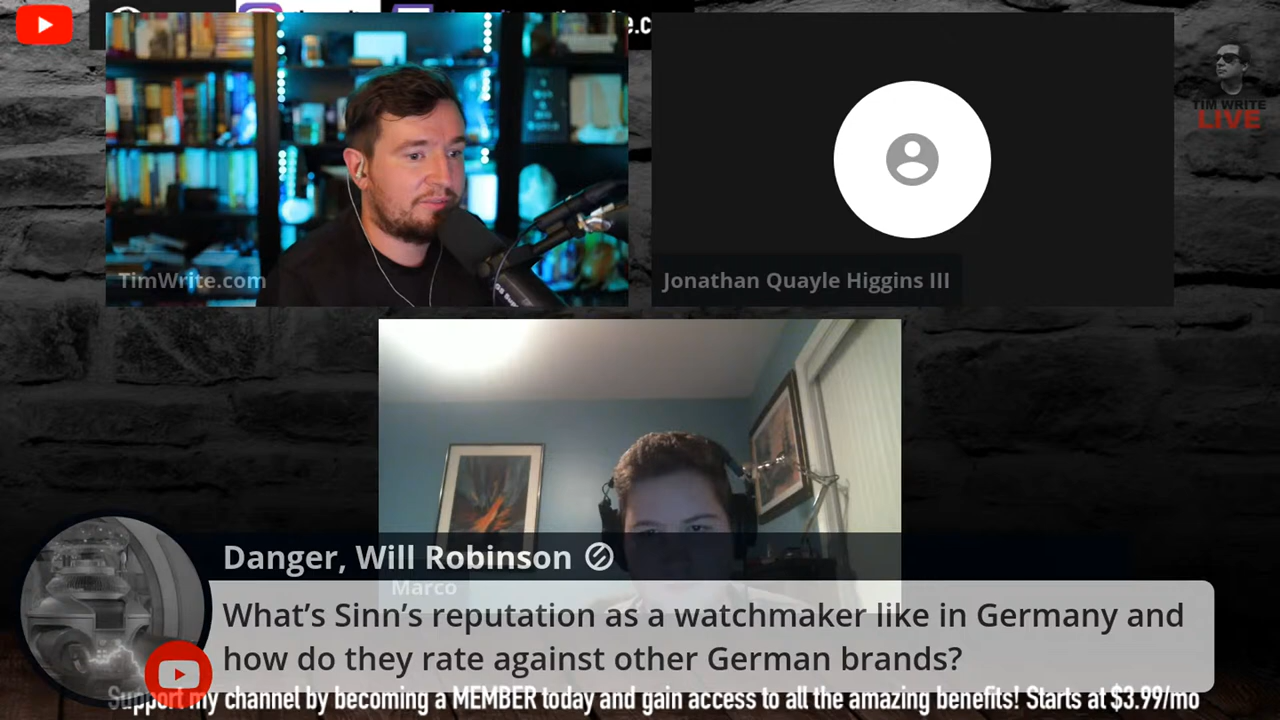 e.c
TIM WRITE
LIVE
TimWrite.com
Jonathan Quayle Higgins III
Danger, Will Robinson
Marco
What's Sinn's reputation as a watchmaker like in Germany and
how do they rate against other German brands?
Support my channel by becoming a MEMBER today and gain access to all the amazing benefits! Starts at $3.99/mo